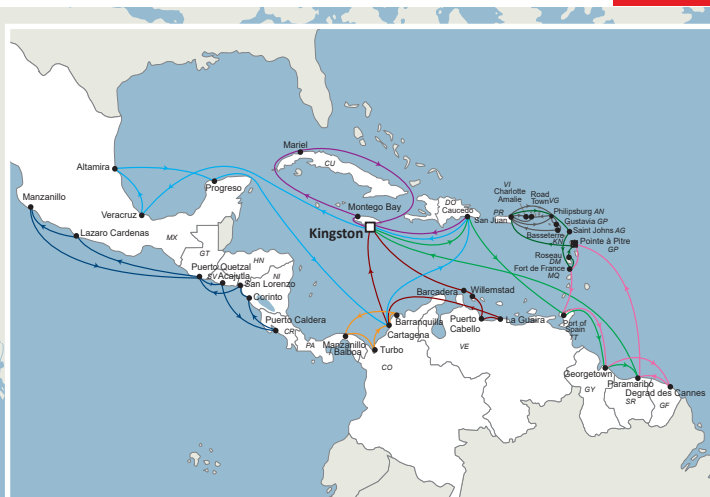 Mariel
CU
Altamira
Progreso
Manzanillo
Veracruz
Lazaro Cardenas
MX
GT
Montego Bay
Kingston
DO
Caucedo
PR
San Juan
VI
Charlotte
Amalie
Road
Town
VG
Philipsburg AN
Gustavia GP
Saint Johns AG
Basseterre
KN
Pointe à Pitre
GP
Roseau
DM
Fort de France
MQ
HN
Puerto Quetzal
SV
Acajutla
NI
San Lorenzo
Corinto
Puerto Caldera
CR
PA
Manzanillo
/ Balboa
Turbo
CO
Barranquilla
Cartagena
Barcadera
Willemstad
Puerto
Cabello
VE
La Guaira
Port of
Spain
TT
Georgetown
GY
Paramaribo
SR
Degrad des Cannes
GF